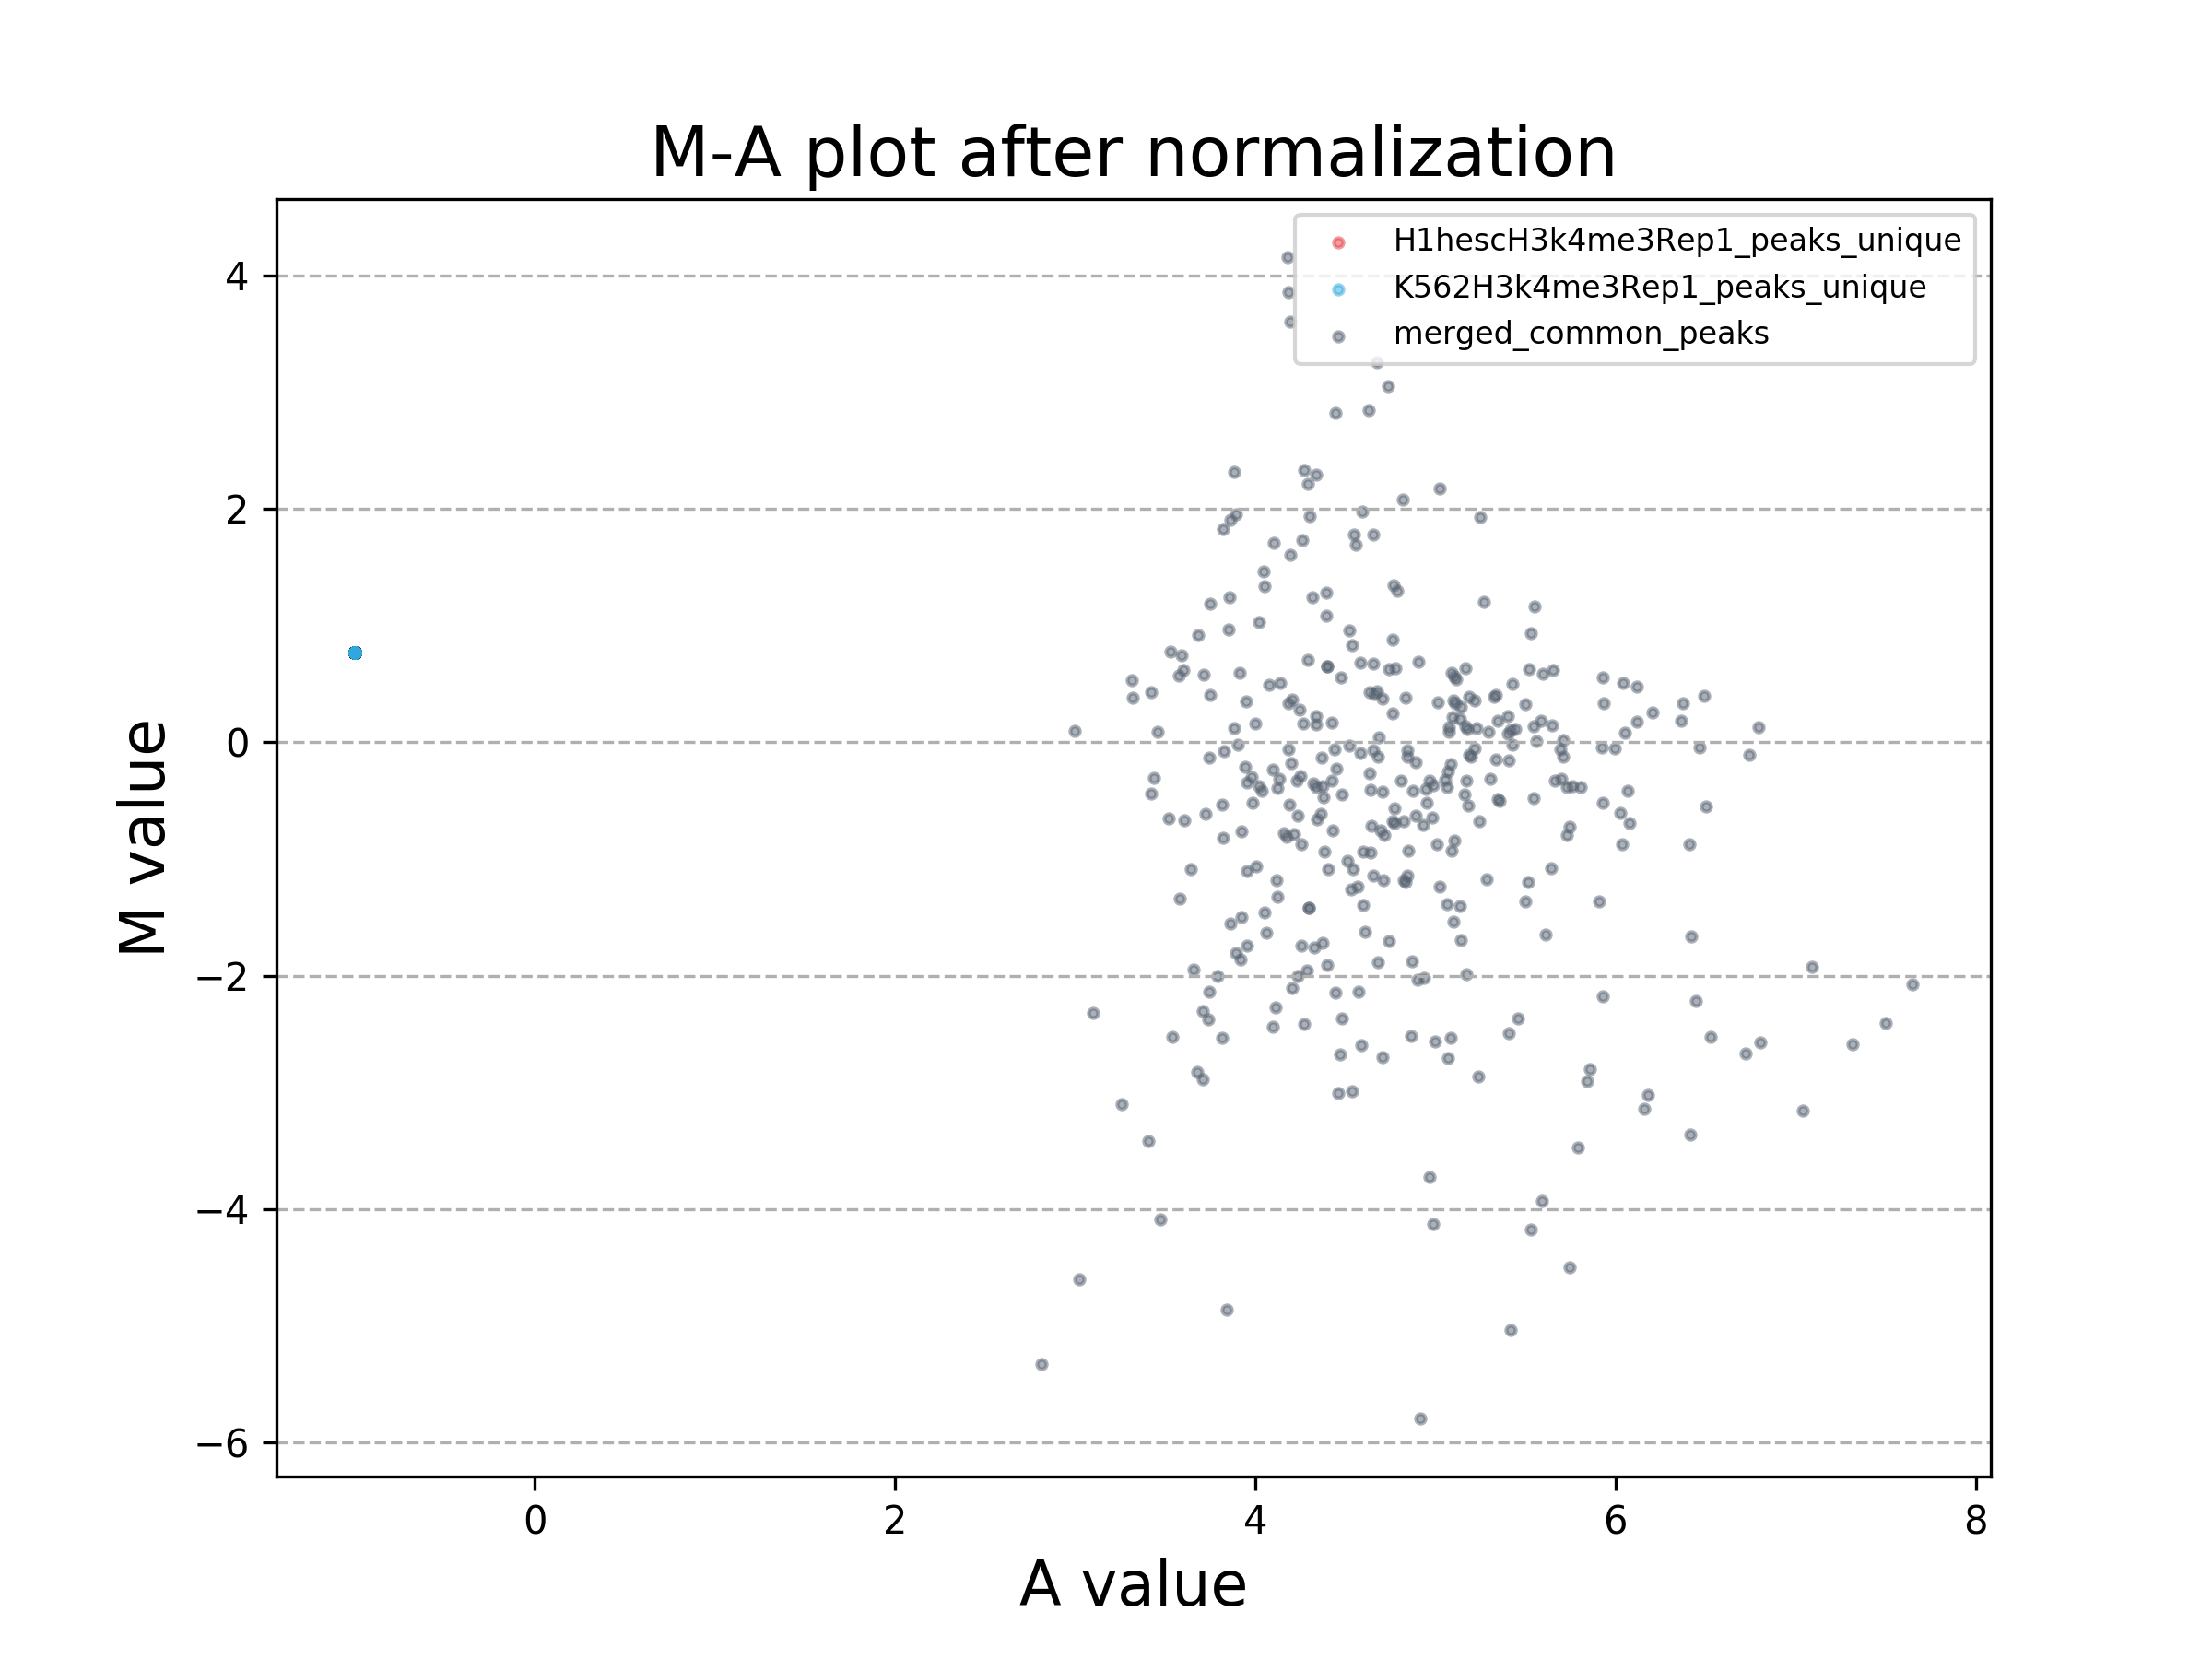 M-A plot after normalization
H1hescH3k4me3Rep1_peaks_unique
K562H3k4me3Rep1_peaks_unique
merged_common_peaks
4
2
0
−2
−4
−6
M value
0 2 4 6 8
A value